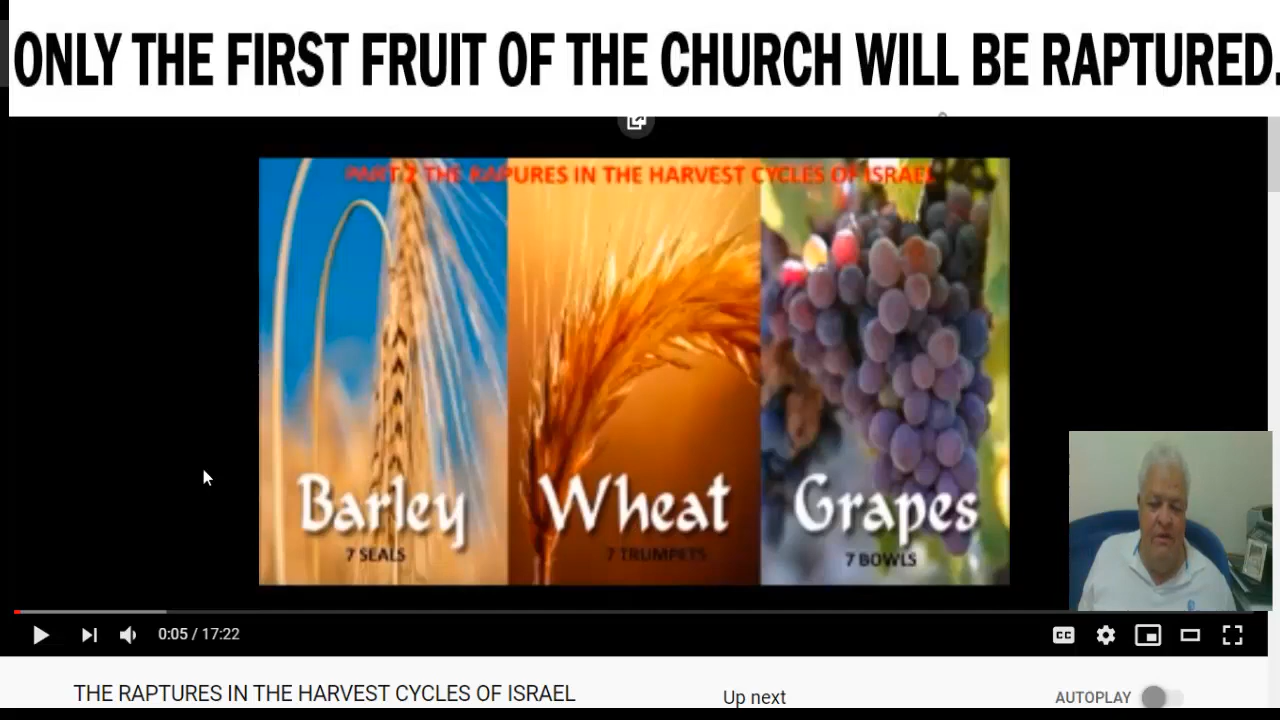 ONLY THE FIRST FRUIT OF THE CHURCH WILL BE RAPTURED.
PART 2 THE RAPURES IN THE HARVEST CYCLES OF ISRAEL
Barley
Wheat
Grapes
7 SEALS
7 TRUMPETS
7 BOWLS
0:05 / 17:22
CC
THE RAPTURES IN THE HARVEST CYCLES OF ISRAEL
Up next
AUTOPLAY